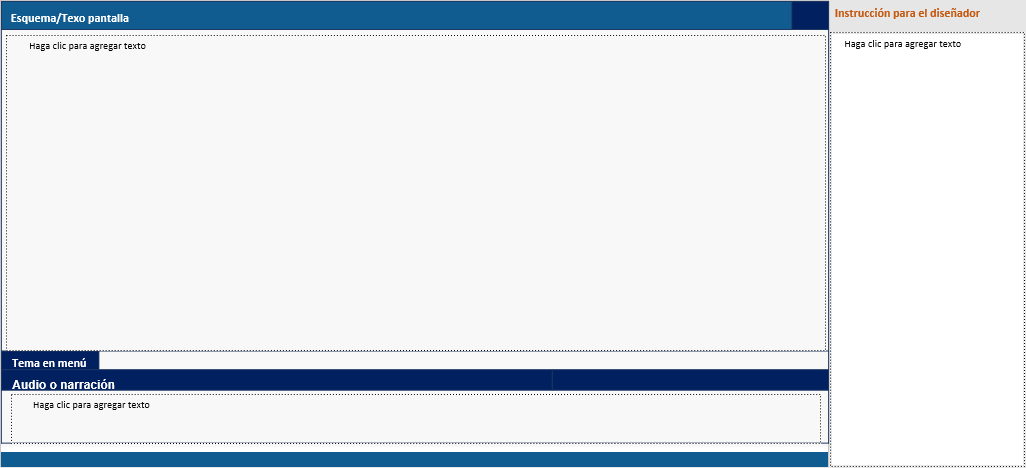 Esquema/Texo pantalla
Haga clic para agregar texto
Tema en menú
Audio o narración
Haga clic para agregar texto
Instrucción para el diseñador
Haga clic para agregar texto